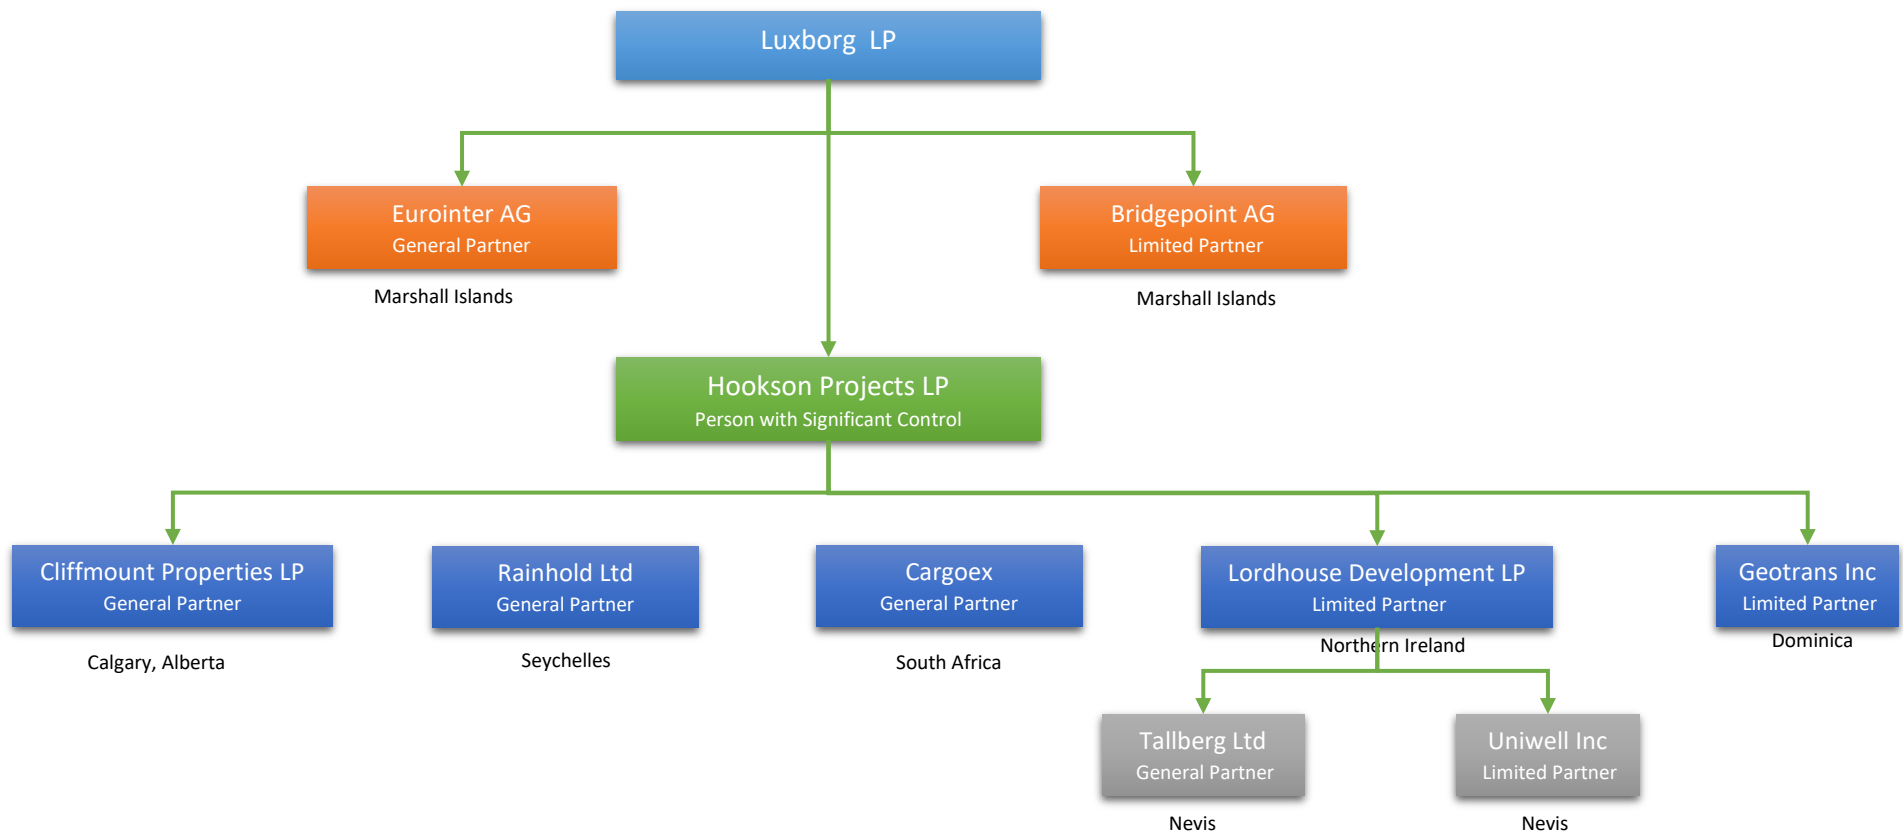 Luxborg LP
Eurointer AG
General Partner
Marshall Islands
Bridgepoint AG
Limited Partner
Marshall Islands
Hookson Projects LP
Person with Significant Control
Cliffmount Properties LP
General Partner
Calgary, Alberta
Rainhold Ltd
General Partner
Seychelles
Cargoex
General Partner
South Africa
Lordhouse Development LP
Limited Partner
Northern Ireland
Geotrans Inc
Limited Partner
Dominica
Tallberg Ltd
General Partner
Nevis
Uniwell Inc
Limited Partner
Nevis